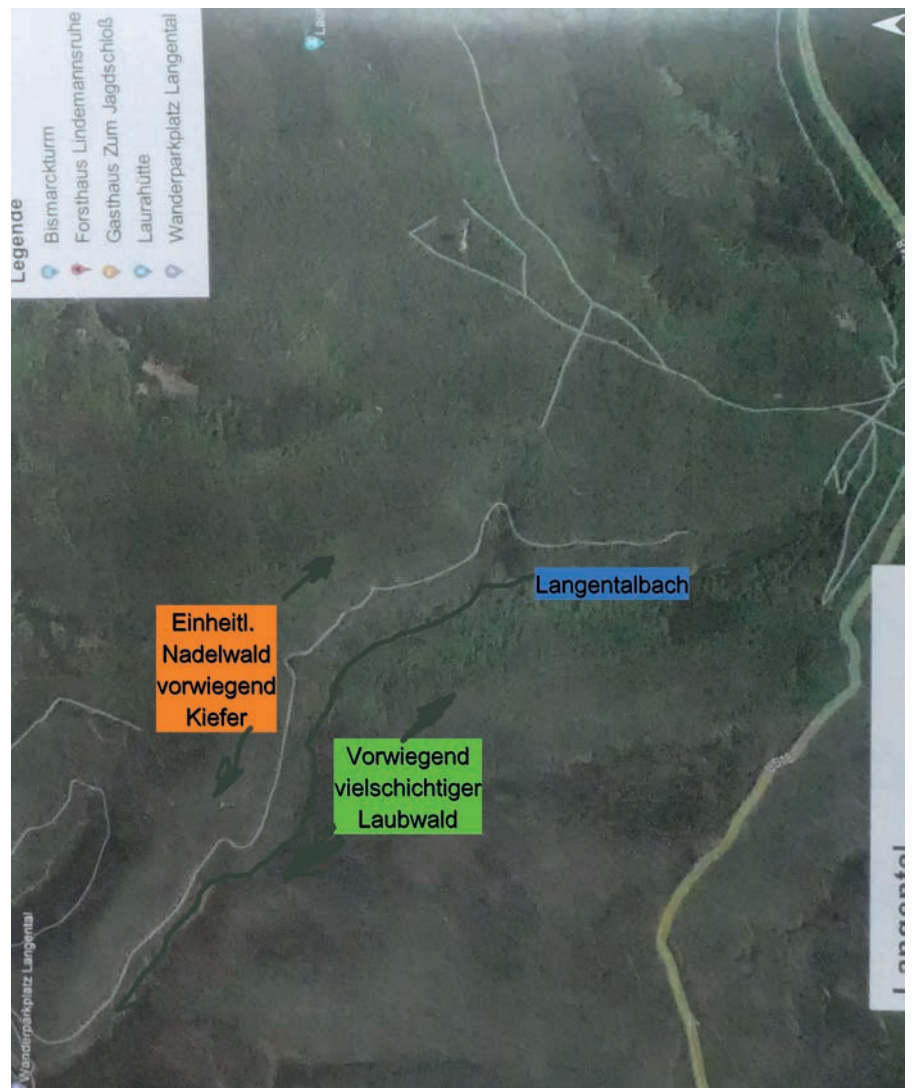 Legende
Bismarckturm
Forsthaus Lindemannsruhe
Gasthaus Zum Jagdschloß
Laurahütte
Wanderparkplatz Langental
Langentalbach
Einheitl.
Nadelwald
vorwiegend
Kiefer
Vorwiegend
vielschichtiger
Laubwald
Wanderparkplatz Langental
Langental